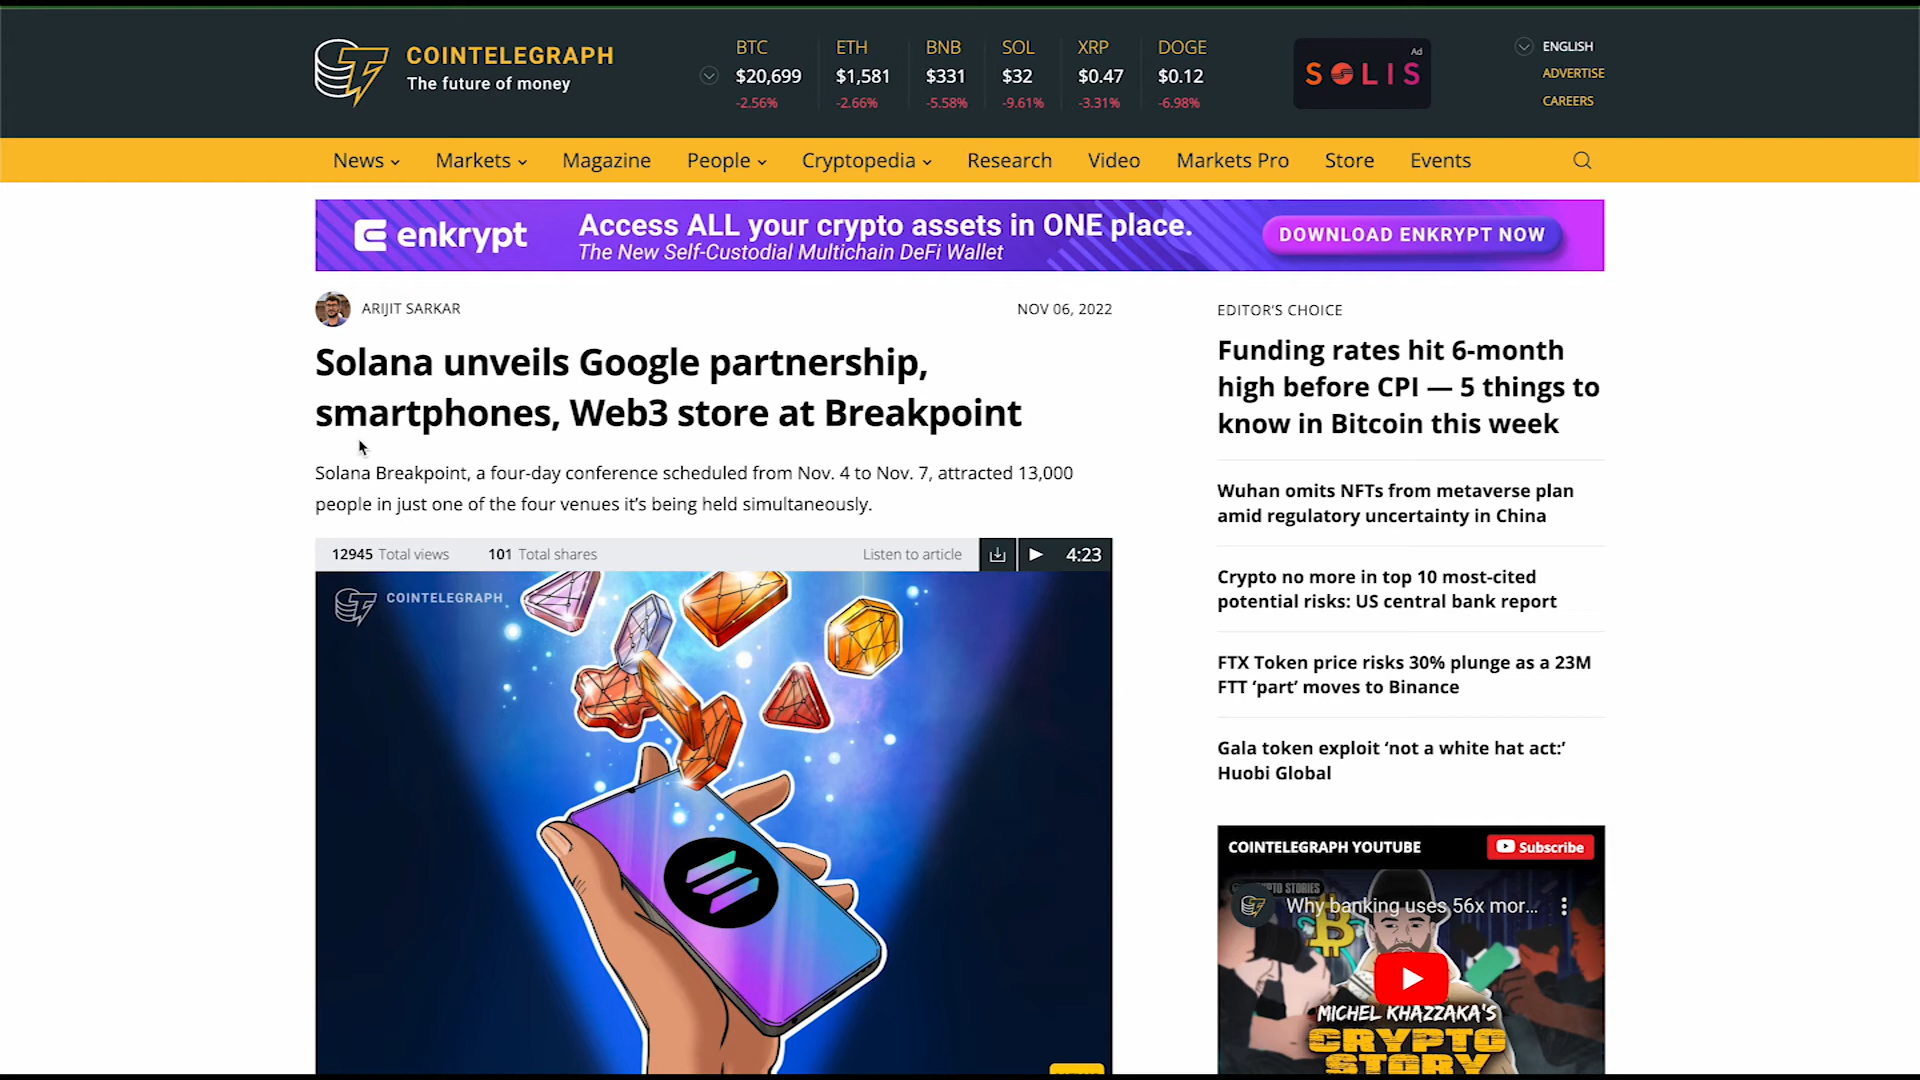 COINTELEGRAPH
The future of money
BTC ETH BNB SOL XRP DOGE
$20,699 $1,581 $331 $32 $0.47 $0.12
-2.56% -2.66% -5.58% -9.61% -3.31% -6.98%
Ad
SOLIS
ENGLISH
ADVERTISE
CAREERS
News Markets Magazine People Cryptopedia Research Video Markets Pro Store Events
enkrypt
Access ALL your crypto assets in ONE place.
The New Self-Custodial Multichain DeFi Wallet
DOWNLOAD ENKRYPT NOW
ARIJIT SARKAR
NOV 06, 2022
Solana unveils Google partnership,
smartphones, Web3 store at Breakpoint
Solana Breakpoint, a four-day conference scheduled from Nov. 4 to Nov. 7, attracted 13,000
people in just one of the four venues it’s being held simultaneously.
12945 Total views 101 Total shares Listen to article 4:23
COINTELEGRAPH
EDITOR’S CHOICE
Funding rates hit 6-month
high before CPI — 5 things to
know in Bitcoin this week
Wuhan omits NFTs from metaverse plan
amid regulatory uncertainty in China
Crypto no more in top 10 most-cited
potential risks: US central bank report
FTX Token price risks 30% plunge as a 23M
FTT ‘part’ moves to Binance
Gala token exploit ‘not a white hat act:’
Huobi Global
COINTELEGRAPH YOUTUBE
Subscribe
Why banking uses 56x mor...
MICHEL KHAZZAKA'S
CRYPTO
STORY